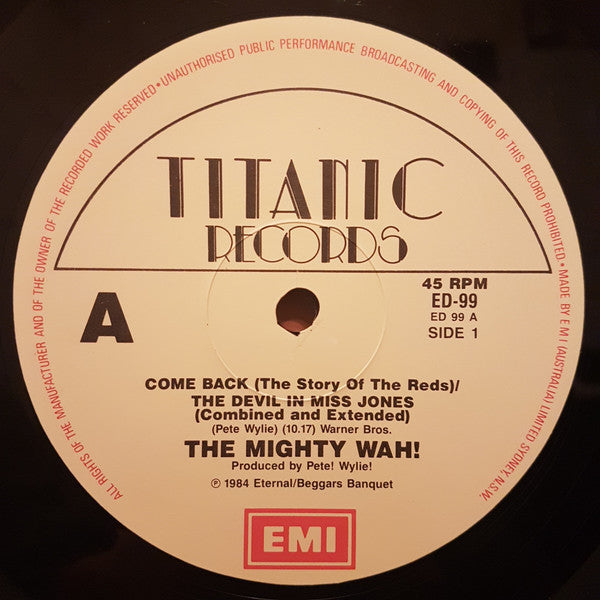 ALL RIGHTS OF THE MANUFACTURER AND OF THE OWNER OF THE RECORDED WORK RESERVED•UNAUTHORISED PUBLIC PERFORMANCE BROADCASTING AND COPYING OF THIS RECORD PROHIBITED•MADE BY E M I (AUSTRALIA) LIMITED SYDNEY, N.S.W.
TITANIC
RECORDS
A
45 RPM
ED-99
ED 99 A
SIDE 1
COME BACK (The Story Of The Reds)/
THE DEVIL IN MISS JONES
(Combined and Extended)
(Pete Wylie) (10.17) Warner Bros.
THE MIGHTY WAH!
Produced by Pete! Wylie!
℗ 1984 Eternal/Beggars Banquet
EMI